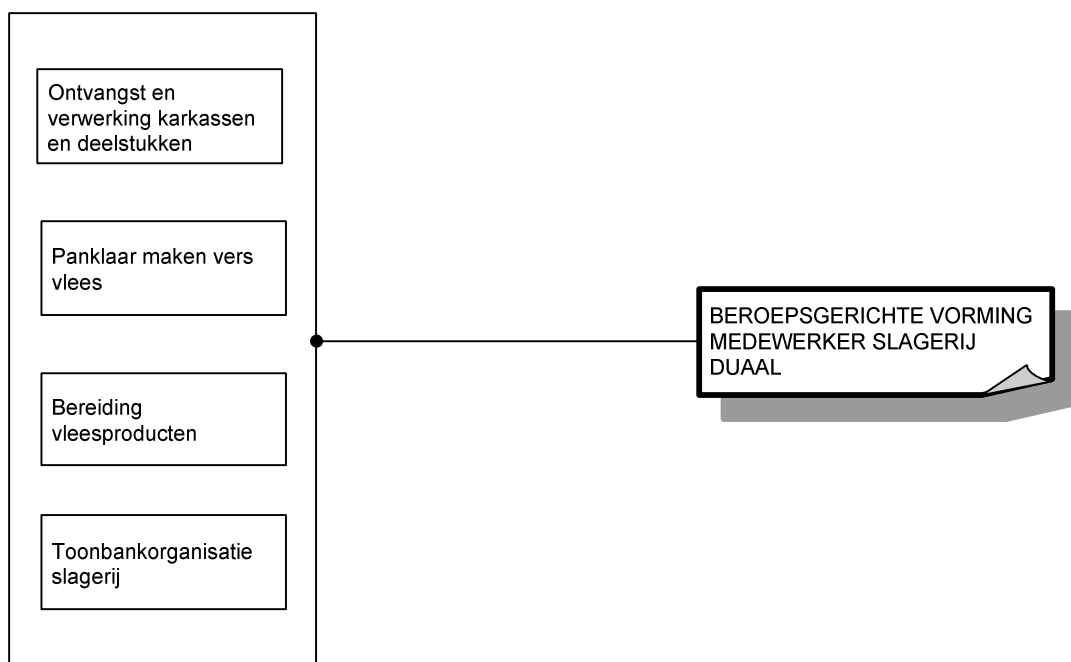 Ontvangst en
verwerking karkassen
en deelstukken
Panklaar maken vers
vlees
Bereiding
vleesproducten
Toonbankorganisatie
slagerij
BEROEPSGERICHTE VORMING
MEDEWERKER SLAGERIJ
DUAAL